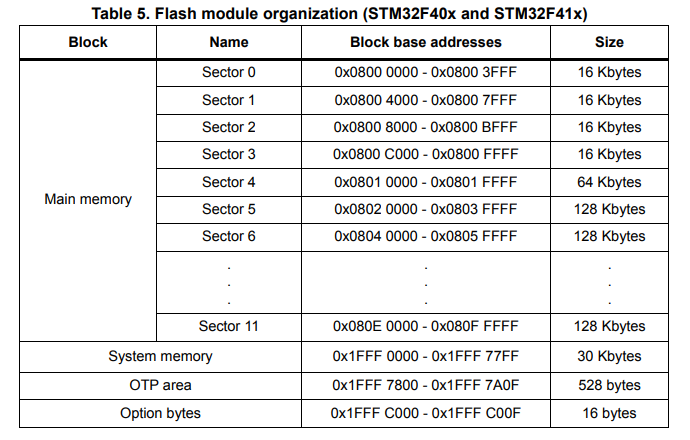 Table 5. Flash module organization (STM32F40x and STM32F41x)
Block Name Block base addresses Size
Main memory
Sector 0 0x0800 0000 - 0x0800 3FFF 16 Kbytes
Sector 1 0x0800 4000 - 0x0800 7FFF 16 Kbytes
Sector 2 0x0800 8000 - 0x0800 BFFF 16 Kbytes
Sector 3 0x0800 C000 - 0x0800 FFFF 16 Kbytes
Sector 4 0x0801 0000 - 0x0801 FFFF 64 Kbytes
Sector 5 0x0802 0000 - 0x0803 FFFF 128 Kbytes
Sector 6 0x0804 0000 - 0x0805 FFFF 128 Kbytes
. . .
. . .
. . .
Sector 11 0x080E 0000 - 0x080F FFFF 128 Kbytes
System memory 0x1FFF 0000 - 0x1FFF 77FF 30 Kbytes
OTP area 0x1FFF 7800 - 0x1FFF 7A0F 528 bytes
Option bytes 0x1FFF C000 - 0x1FFF C00F 16 bytes